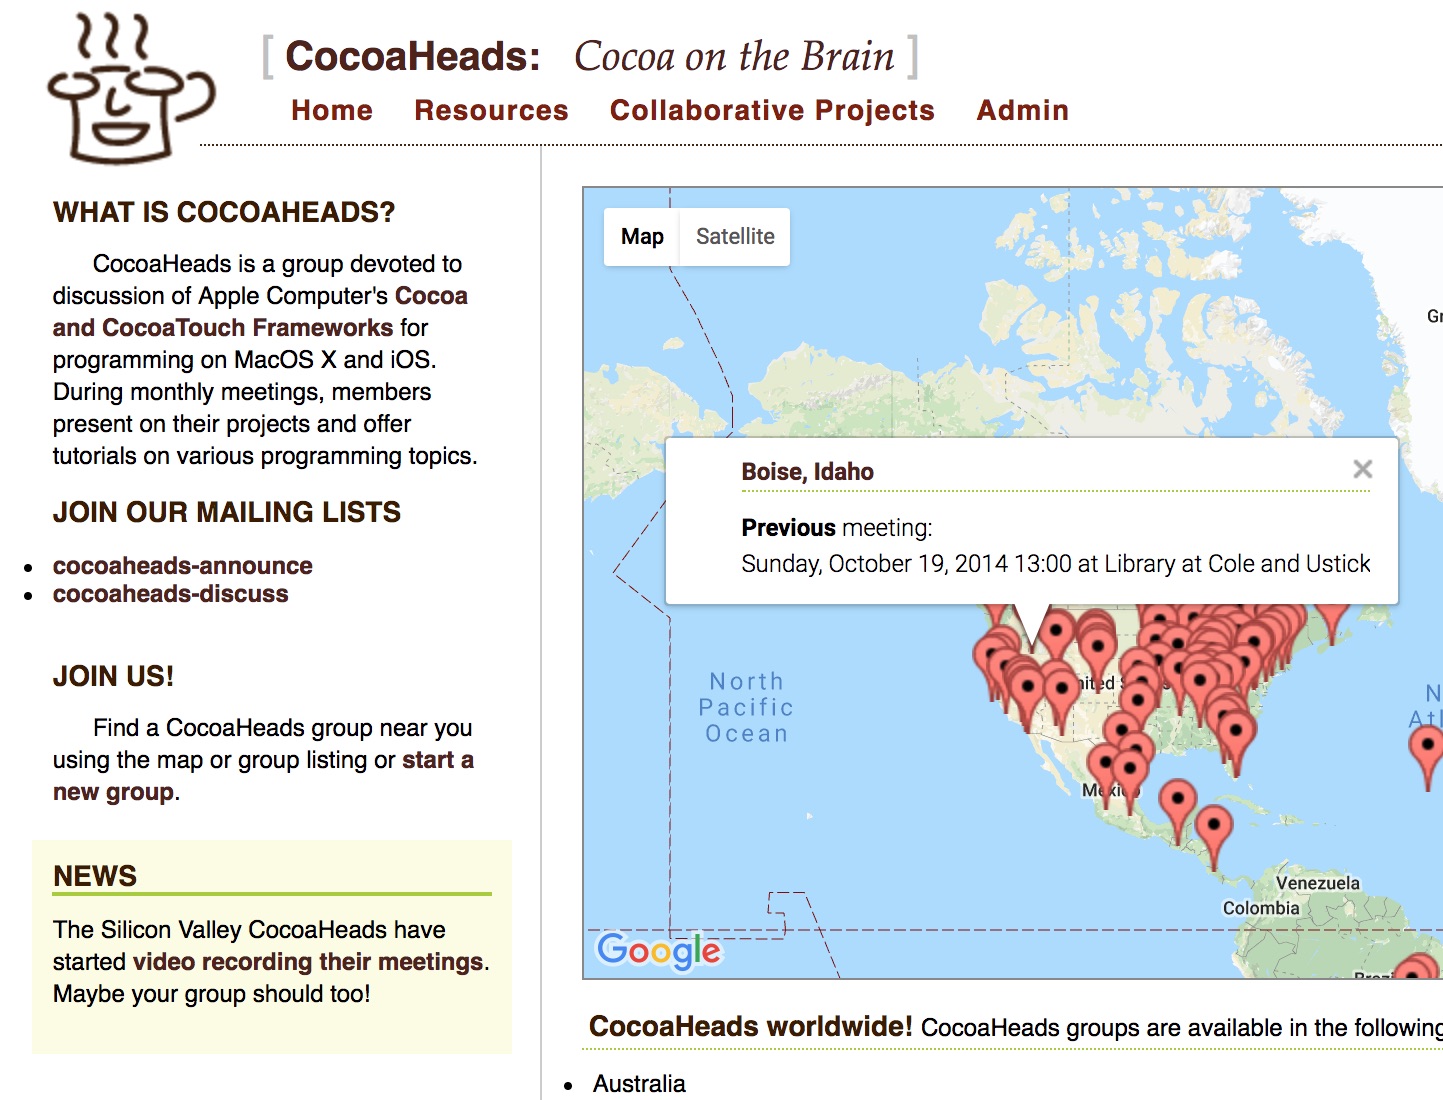 [ CocoaHeads: Cocoa on the Brain ]
Home Resources Collaborative Projects Admin
WHAT IS COCOAHEADS?
CocoaHeads is a group devoted to
discussion of Apple Computer's Cocoa
and CocoaTouch Frameworks for
programming on MacOS X and iOS.
During monthly meetings, members
present on their projects and offer
tutorials on various programming topics.
JOIN OUR MAILING LISTS
• cocoaheads-announce
• cocoaheads-discuss
JOIN US!
Find a CocoaHeads group near you
using the map or group listing or start a
new group.
NEWS
The Silicon Valley CocoaHeads have
started video recording their meetings.
Maybe your group should too!
Map Satellite
Boise, Idaho
Previous meeting:
Sunday, October 19, 2014 13:00 at Library at Cole and Ustick
North
Pacific
Ocean
Mexico
Venezuela
Colombia
Google
CocoaHeads worldwide! CocoaHeads groups are available in the following
• Australia